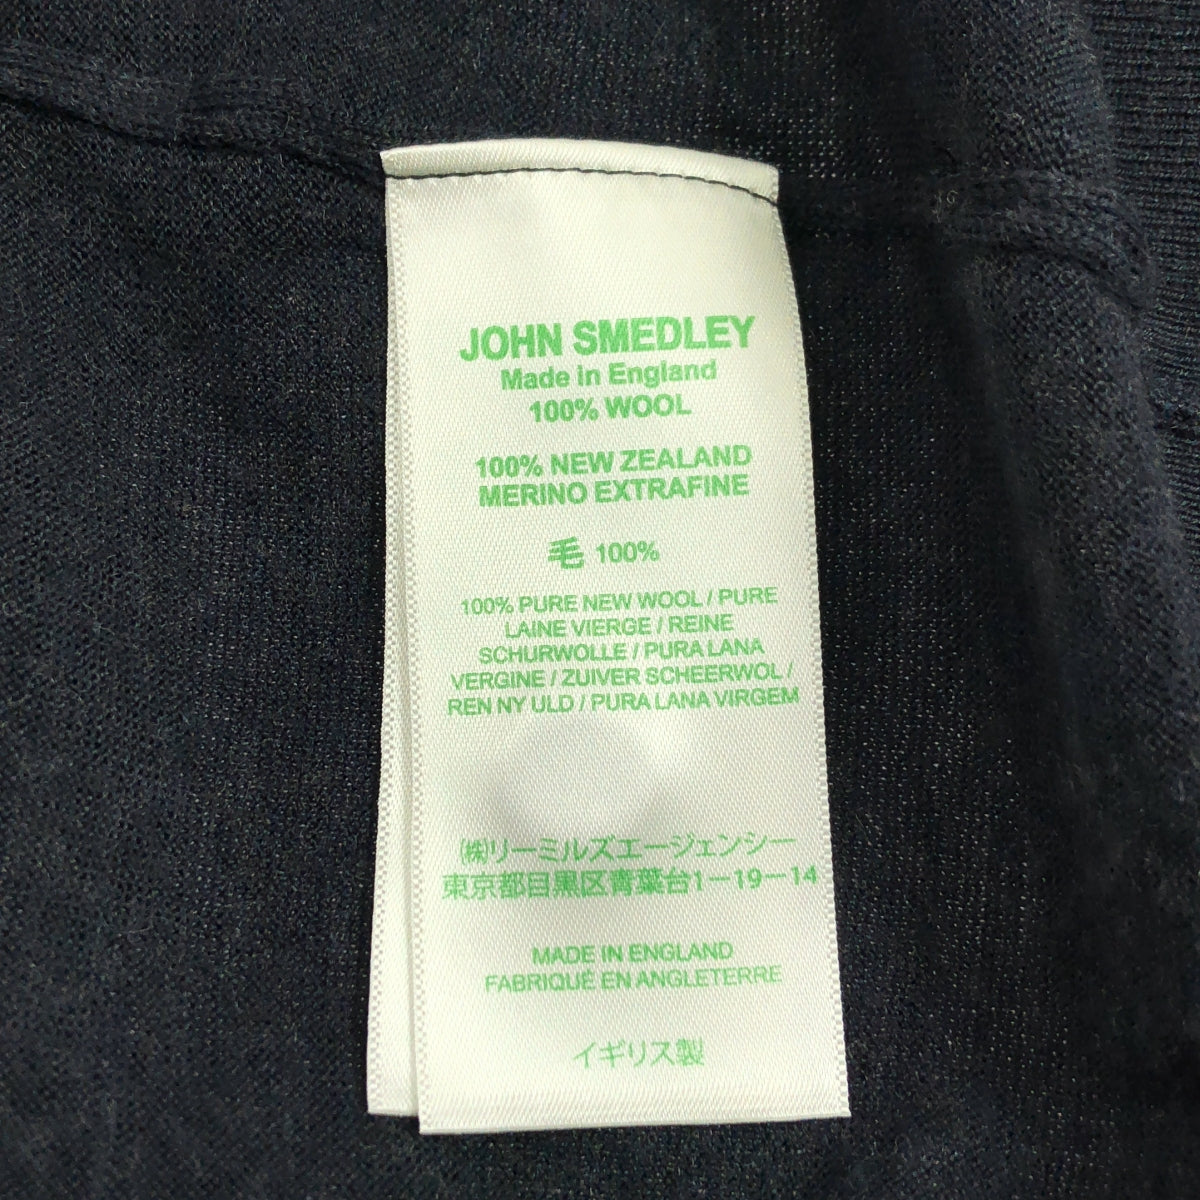 JOHN SMEDLEY
Made in England
100% WOOL
100% NEW ZEALAND
MERINO EXTRAFINE
毛 100%
100% PURE NEW WOOL / PURE
LAINE VIERGE / REINE
SCHURWOLLE / PURA LANA
VERGINE / ZUIVER SCHEERWOL /
REN NY ULD / PURA LANA VIRGEM
㈱リーミルズエージェンシー
東京都目黒区青葉台1-19-14
MADE IN ENGLAND
FABRIQUÉ EN ANGLETERRE
イギリス製